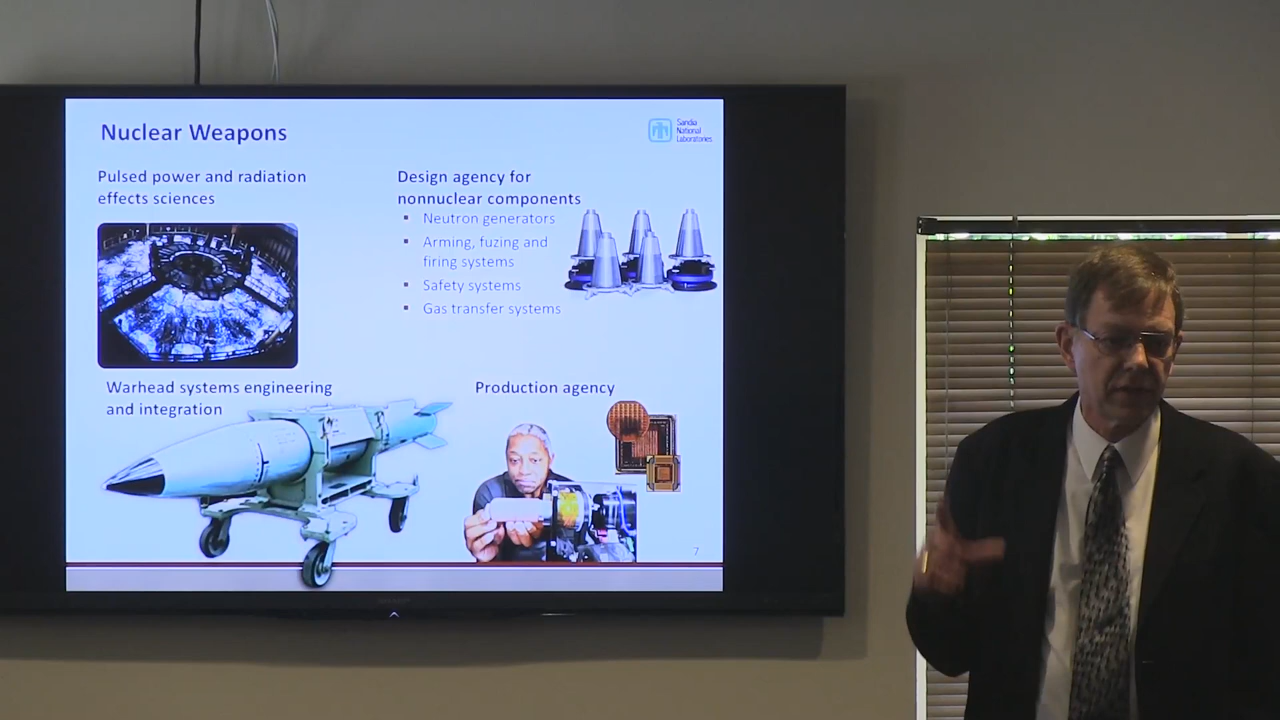 Nuclear Weapons
Sandia
National
Laboratories
Pulsed power and radiation
effects sciences
Design agency for
nonnuclear components
▪ Neutron generators
▪ Arming, fuzing and
firing systems
▪ Safety systems
▪ Gas transfer systems
Warhead systems engineering
and integration
Production agency
7